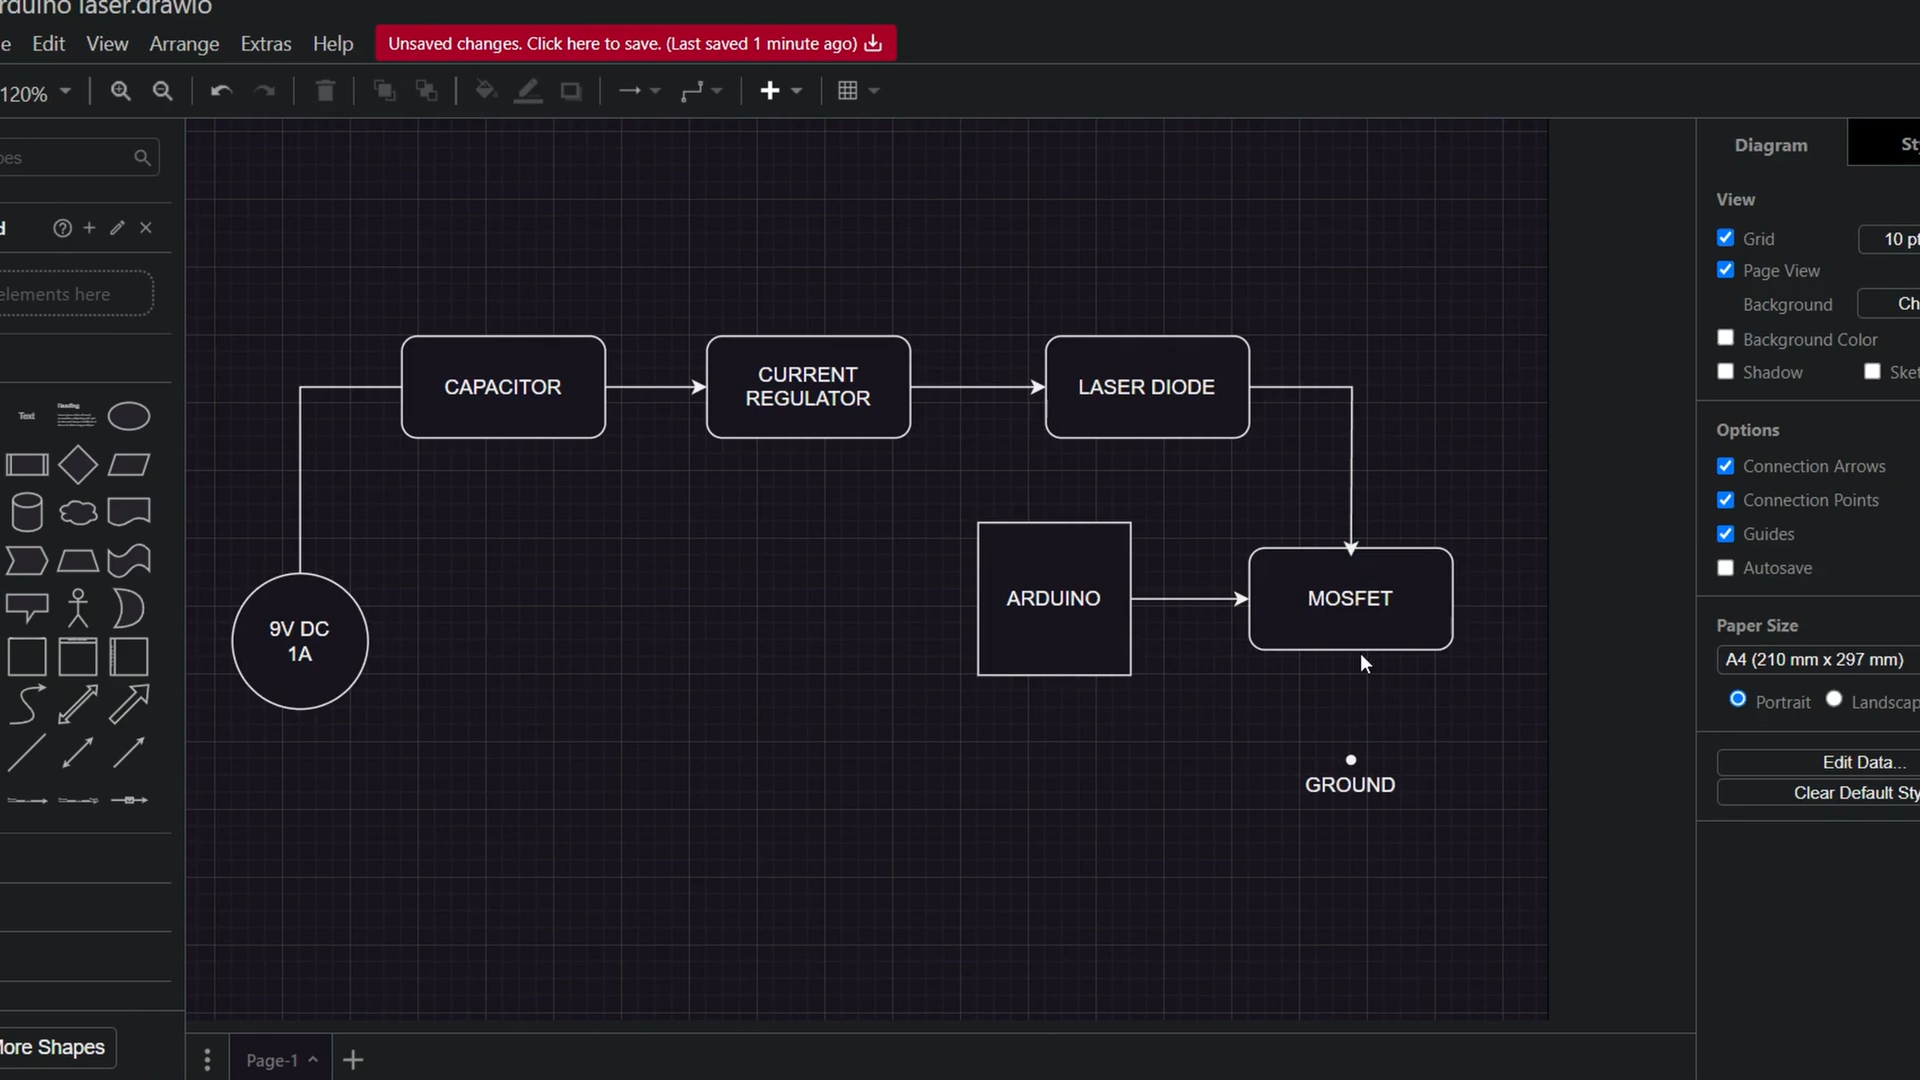 rduino laser.drawio
e Edit View Arrange Extras Help Unsaved changes. Click here to save. (Last saved 1 minute ago)
120%
pes
Diagram
Sty
View
d
Grid
10 pt
Page View
elements here
Background
Ch
Background Color
Shadow
Sket
CAPACITOR
CURRENT
REGULATOR
LASER DIODE
Text
Heading
Options
Connection Arrows
Connection Points
Guides
Autosave
ARDUINO
MOSFET
9V DC
1A
Paper Size
A4 (210 mm x 297 mm)
Portrait
Landscap
GROUND
Edit Data...
Clear Default Sty
More Shapes
Page-1